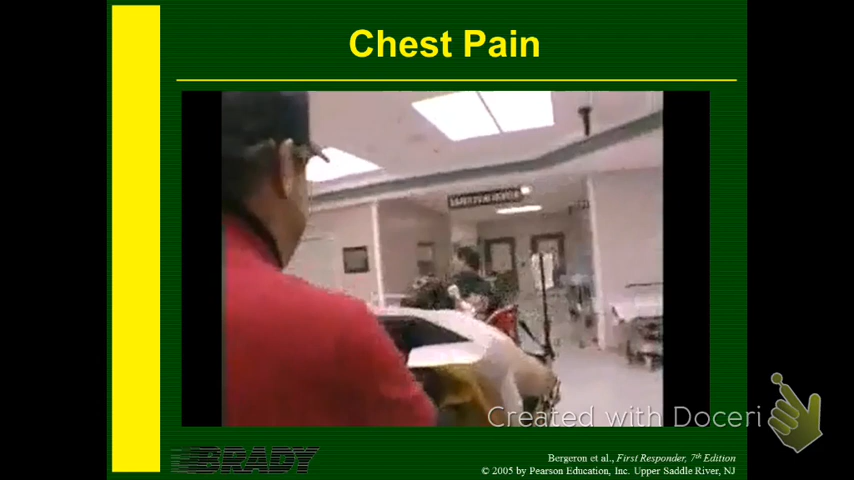 Chest Pain
Created with Doceri
BRADY
Bergeron et al., First Responder, 7th Edition
© 2005 by Pearson Education, Inc. Upper Saddle River, NJ